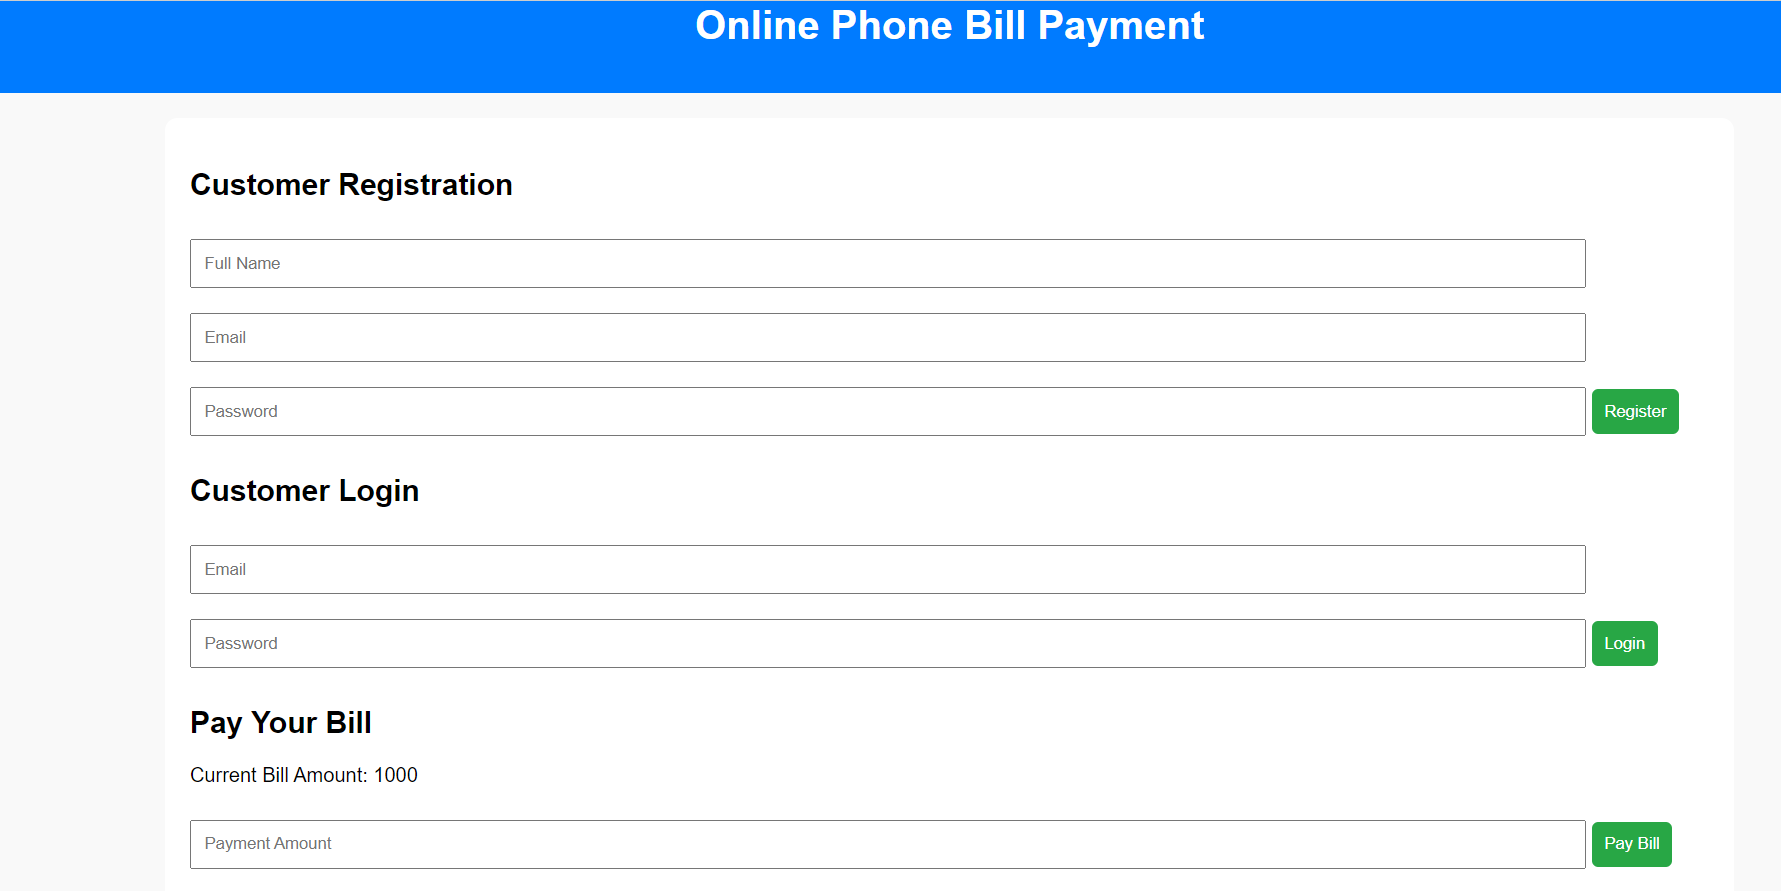 Online Phone Bill Payment
Customer Registration
Full Name
Email
Password
Register
Customer Login
Email
Password
Login
Pay Your Bill
Current Bill Amount: 1000
Payment Amount
Pay Bill